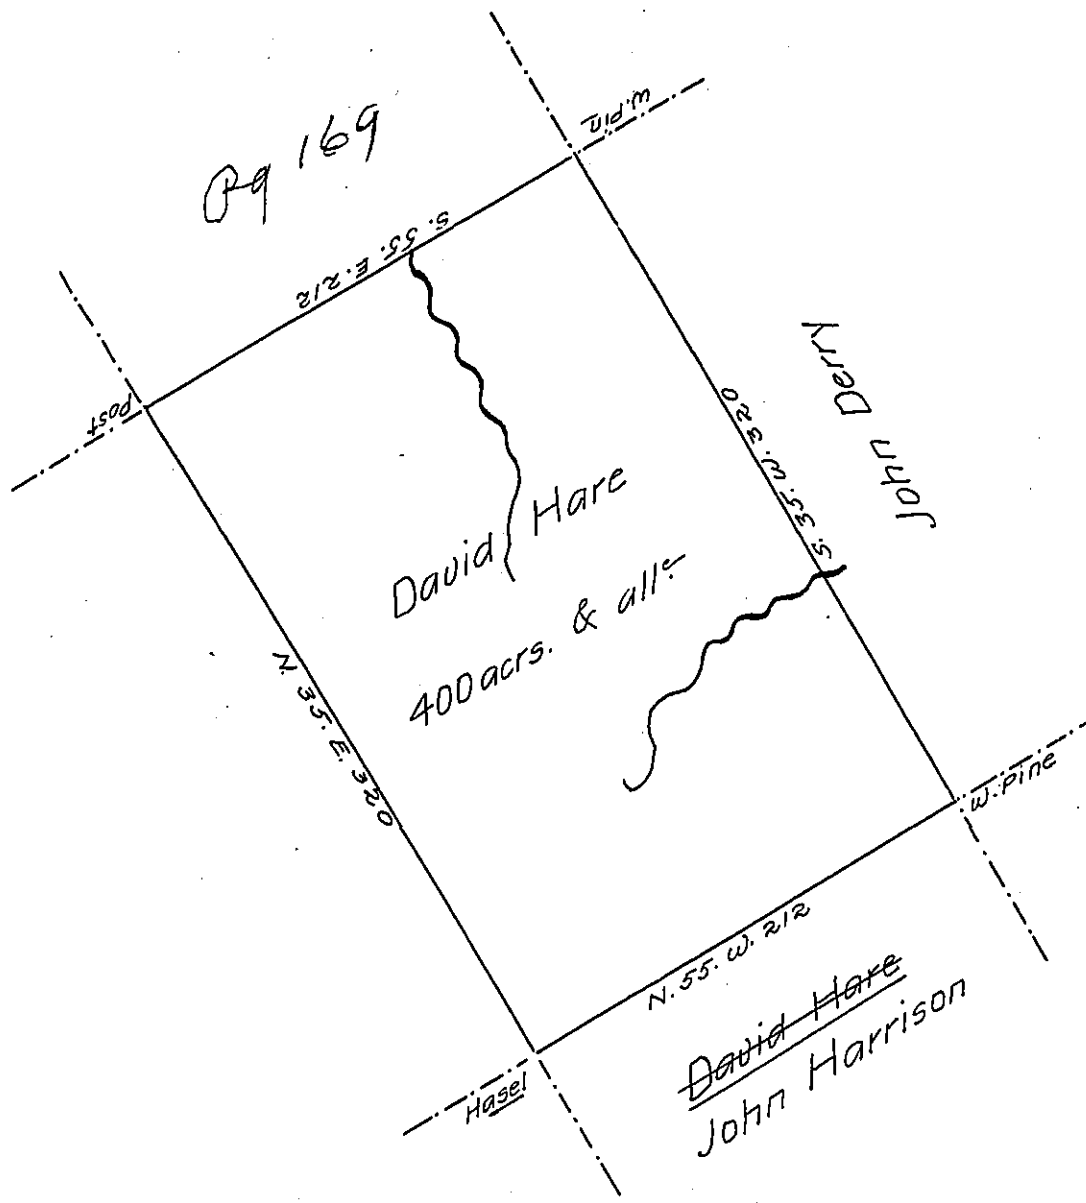 Pg 169
W. Pin
S. 55. E. 212
Post
John Derry
S. 35. W. 320
David Hare
400 acrs. & alle
N. 35. E. 320
W. Pine
N. 55. W. 212
David Hare
John Harrison
Hasel